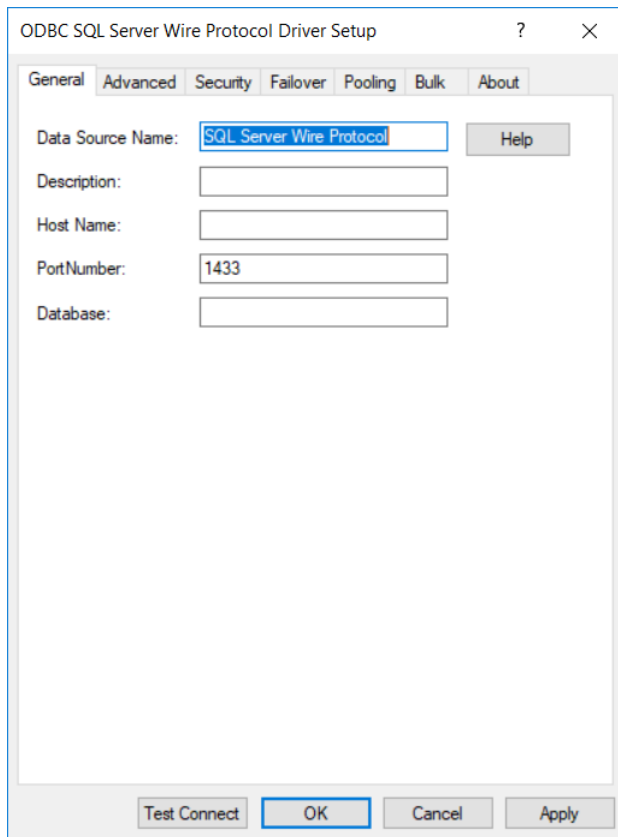 ODBC SQL Server Wire Protocol Driver Setup ?
General Advanced Security Failover Pooling Bulk About
Data Source Name: SQL Server Wire Protocol Help
Description:
Host Name:
PortNumber: 1433
Database:
Test Connect OK Cancel Apply